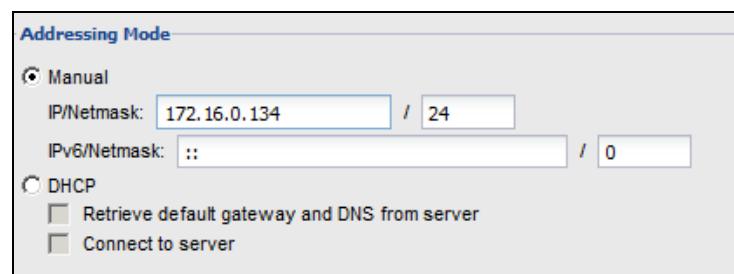 Addressing Mode
Manual
IP/Netmask: 172.16.0.134 / 24
IPv6/Netmask: :: / 0
DHCP
Retrieve default gateway and DNS from server
Connect to server